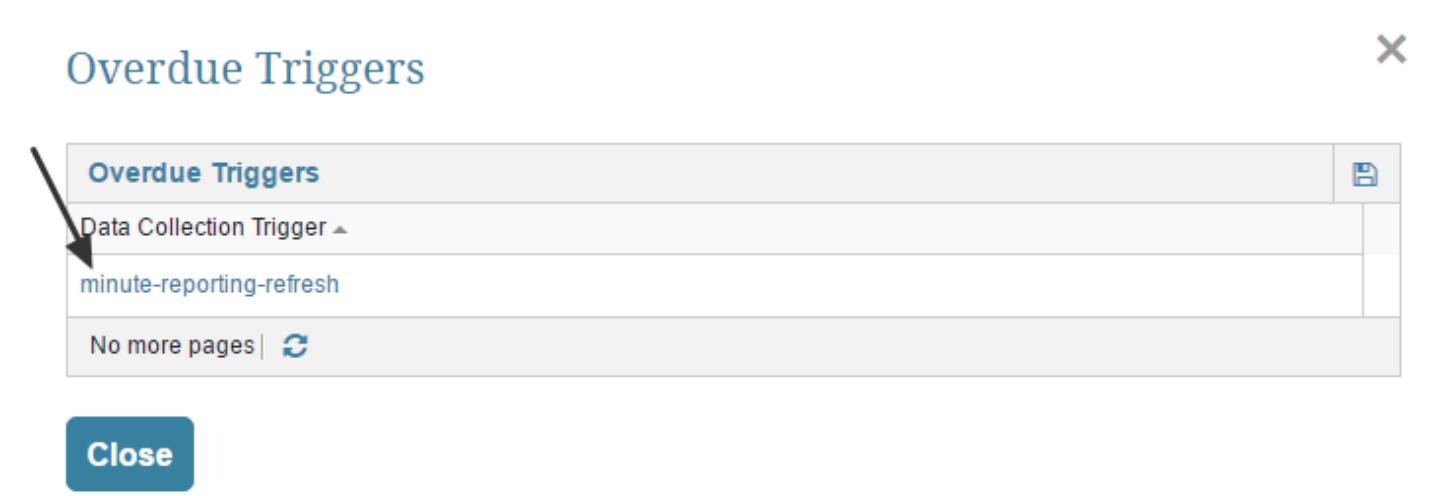 Overdue Triggers
Overdue Triggers
Data Collection Trigger
minute-reporting-refresh
No more pages
Close